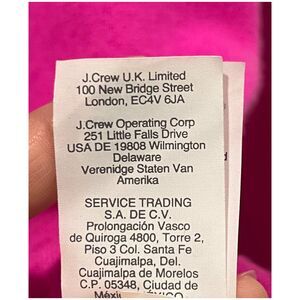 J.Crew U.K. Limited
100 New Bridge Street
London, EC4V 6JA
J.Crew Operating Corp
251 Little Falls Drive
USA DE 19808 Wilmington
Delaware
Verenidge Staten Van
Amerika
SERVICE TRADING
S.A. DE C.V.
Prolongación Vasco
de Quiroga 4800, Torre 2,
Piso 3 Col. Santa Fe
Cuajimalpa, Del.
Cuajimalpa de Morelos
C.P. 05348, Ciudad de